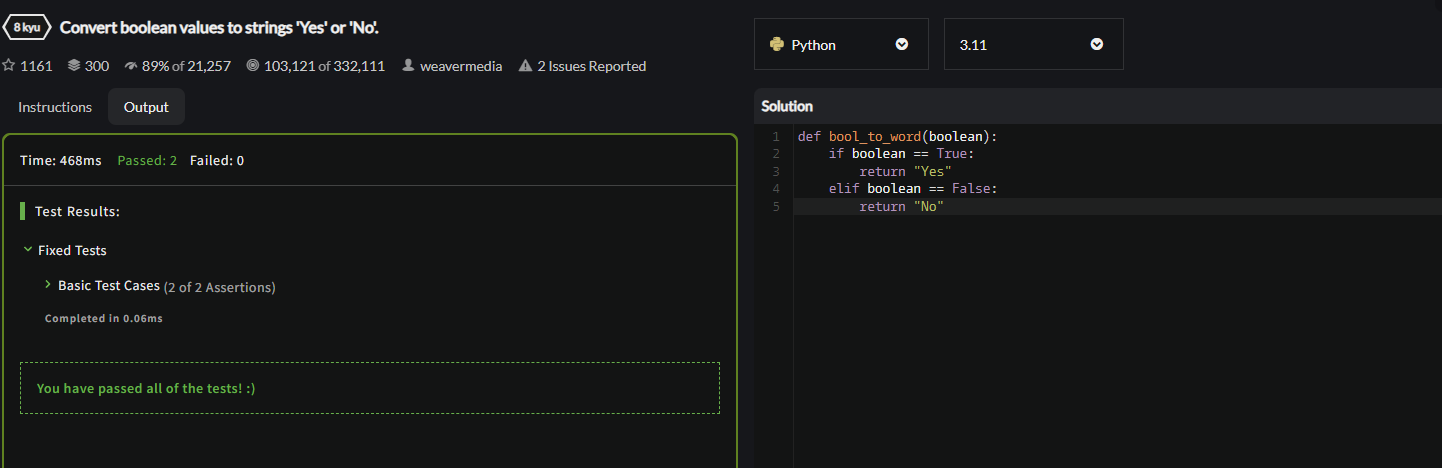 8 kyu Convert boolean values to strings 'Yes' or 'No'.
1161 300 89% of 21,257 103,121 of 332,111 weavermedia 2 Issues Reported
Instructions Output
Time: 468ms Passed: 2 Failed: 0
Test Results:
Fixed Tests
Basic Test Cases (2 of 2 Assertions)
Completed in 0.06ms
You have passed all of the tests! :)
Python 3.11
Solution
1 def bool_to_word(boolean):
2     if boolean == True:
3         return "Yes"
4     elif boolean == False:
5         return "No"